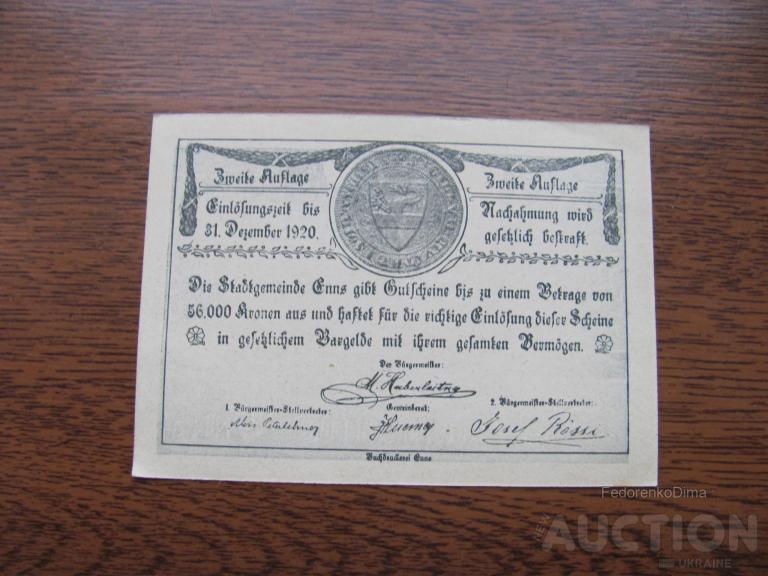 Zweite Auflage
Einlösungszeit bis
31. Dezember 1920.
Zweite Auflage
Nachahmung wird
gesetzlich bestraft.
Die Stadtgemeinde Enns gibt Gutscheine bis zu einem Betrage von
56.000 Kronen aus und haftet für die richtige Einlösung dieser Scheine
in gesetzlichem Bargelde mit ihrem gesamten Vermögen.
Der Bürgermeister:
1. Bürgermeister-Stellvertreter:
Gemeinderat:
2. Bürgermeister-Stellvertreter:
Josef Rössl
Buchdruckerei Enns
FedorenkoDima
AUCTION
UKRAINE